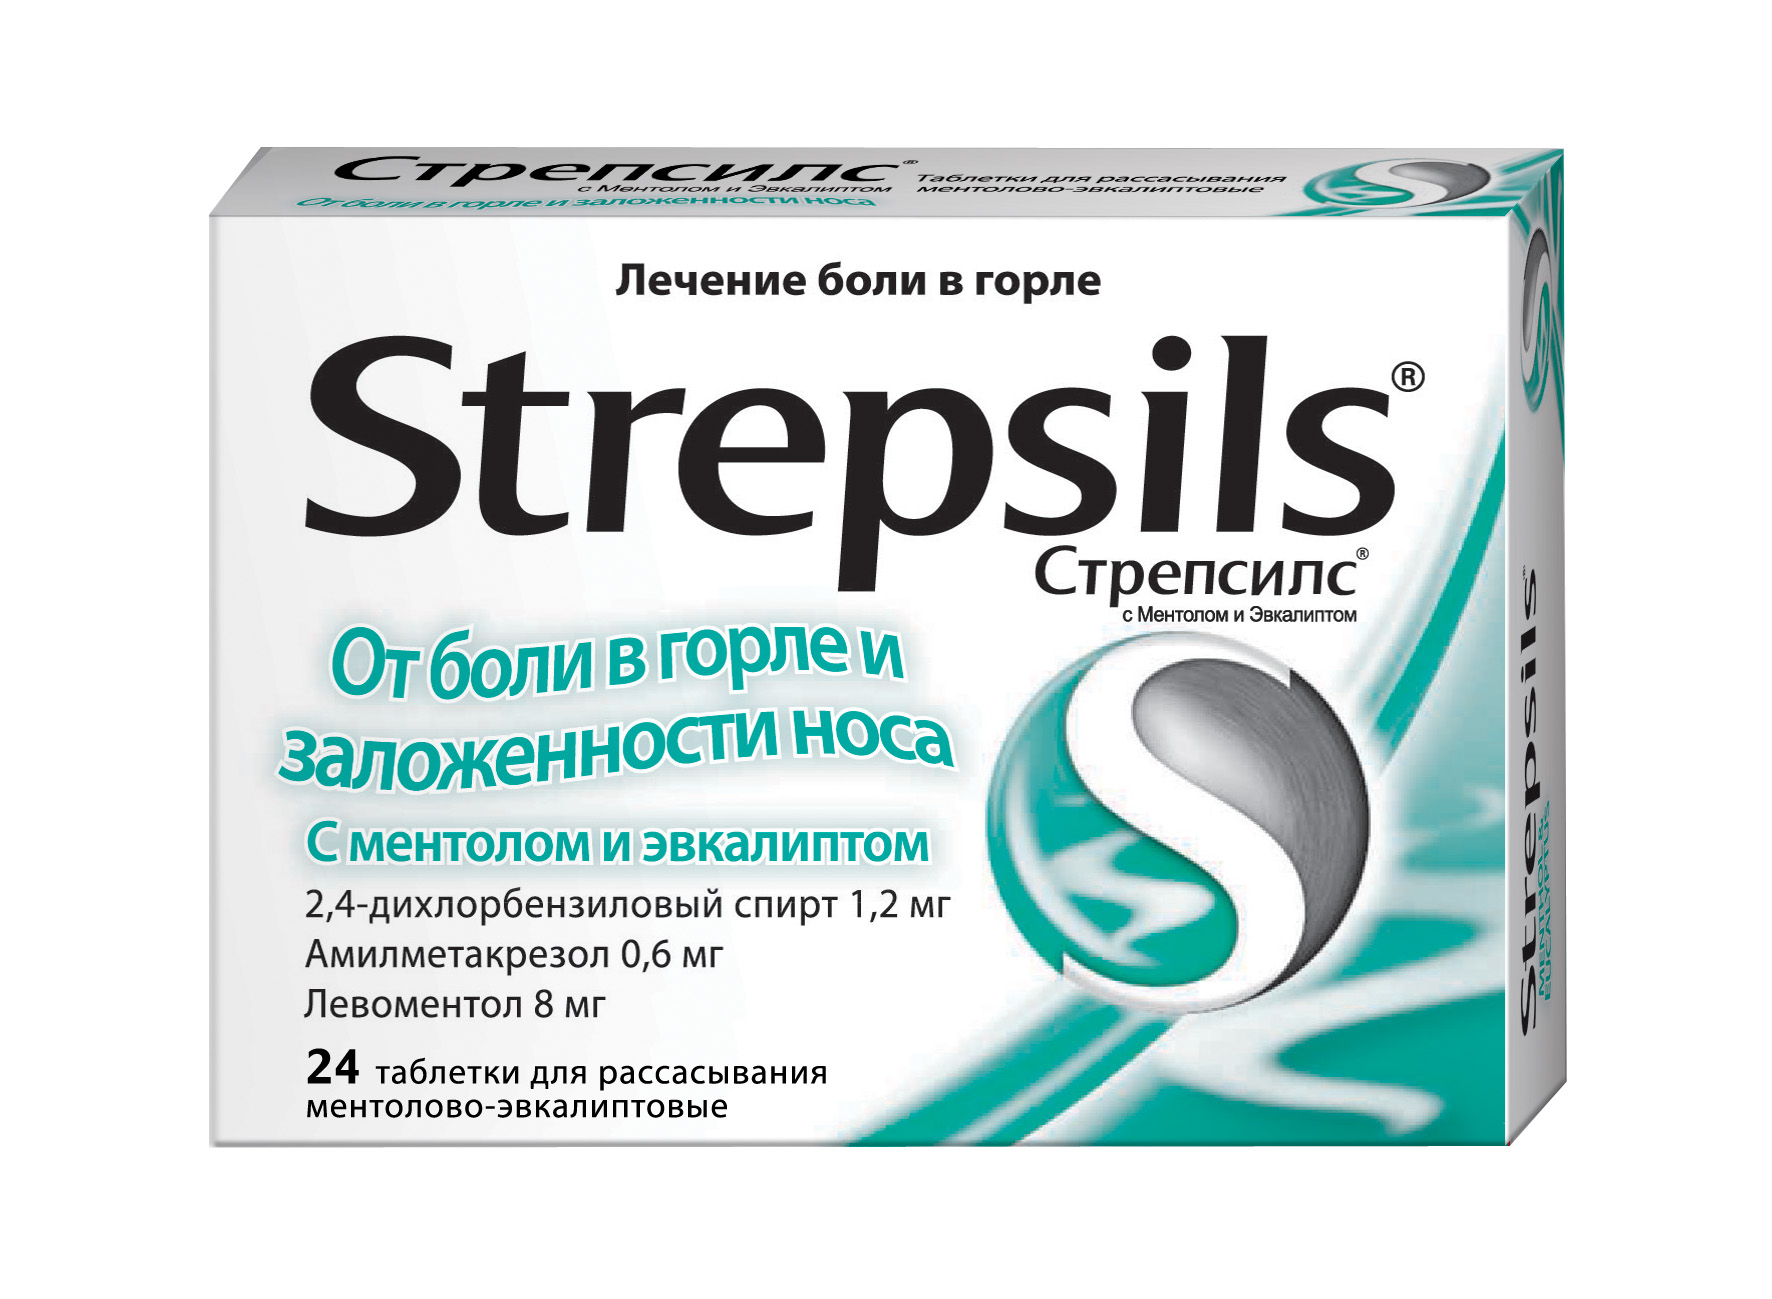 Стрепсилс®
с Ментолом и Эвкалиптом
От боли в горле и заложенности носа
Таблетки для рассасывания
ментолово-эвкалиптовые
Лечение боли в горле
Strepsils®
Стрепсилс®
с Ментолом и Эвкалиптом
От боли в горле и
заложенности носа
С ментолом и эвкалиптом
2,4-дихлорбензиловый спирт 1,2 мг
Амилметакрезол 0,6 мг
Левоментол 8 мг
24 таблетки для рассасывания
ментолово-эвкалиптовые
Strepsils®
MENTHOL &
EUCALYPTUS